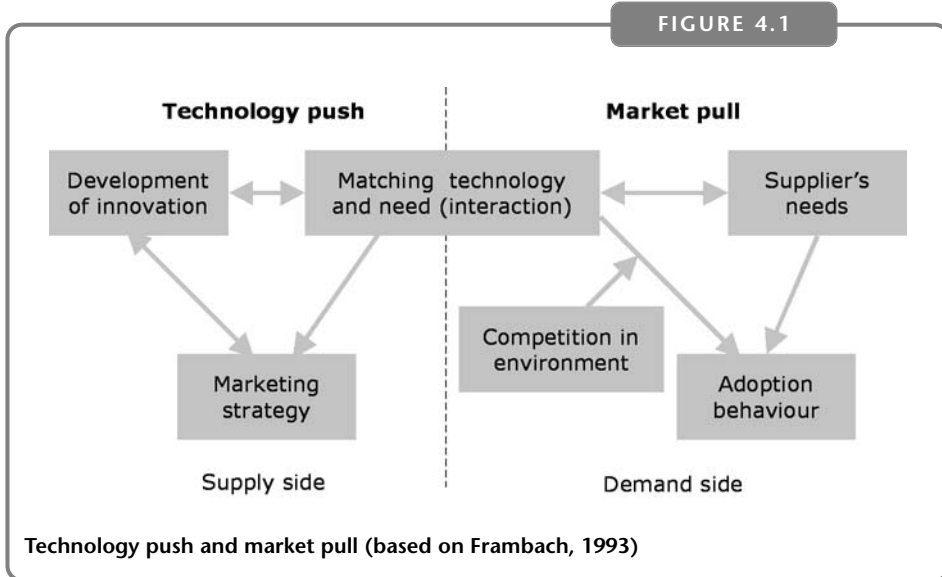 FIGURE 4.1
Technology push
Market pull
Development
of innovation
Matching technology
and need (interaction)
Supplier's
needs
Competition in
environment
Marketing
strategy
Adoption
behaviour
Supply side
Demand side
Technology push and market pull (based on Frambach, 1993)